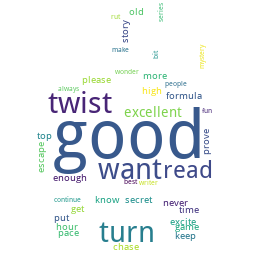 rut old series
story
make bit mystery
wonder more people
always please high formula
twist excellent fun
good
top prove
escape want read
enough best writer
continue know secret never
put get time
hour excite game
pace turn keep
chase